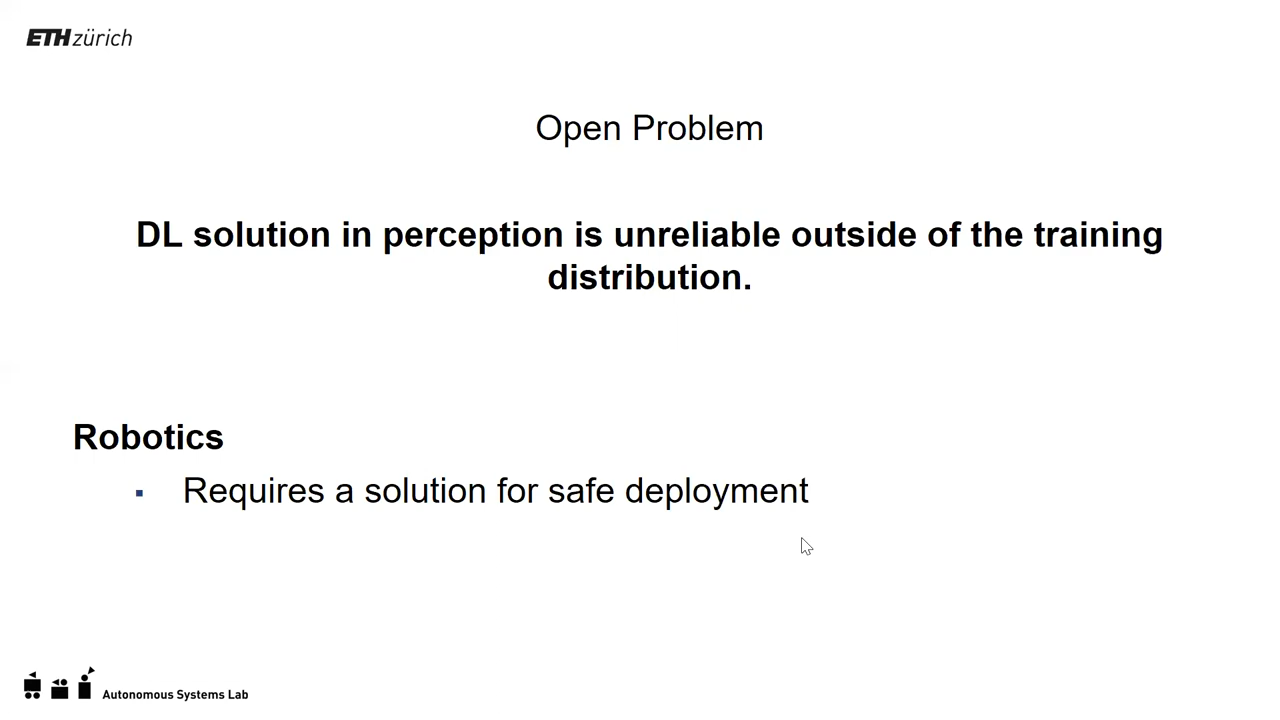 ETH zürich
Open Problem
DL solution in perception is unreliable outside of the training
distribution.
Robotics
▪ Requires a solution for safe deployment
Autonomous Systems Lab